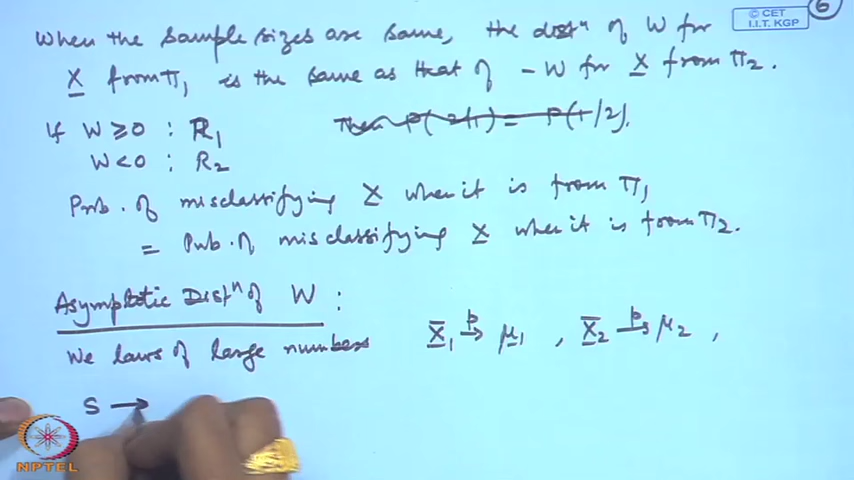 6
© CET
I.I.T. KGP
When the sample sizes are same, the distⁿ of W for
X from π₁ is the same as that of - W for X from π₂.
If W ≥ 0 : R₁
Then P(2/1) = P(1/2).
W < 0 : R₂
Prob. of misclassifying X when it is from π₁
= Prob. of misclassifying X when it is from π₂.
Asymptotic Distⁿ of W :
We laws of large numbers X̄₁ →ᵖ μ₁ , X̄₂ →ᵖ μ₂ ,
S →
NPTEL